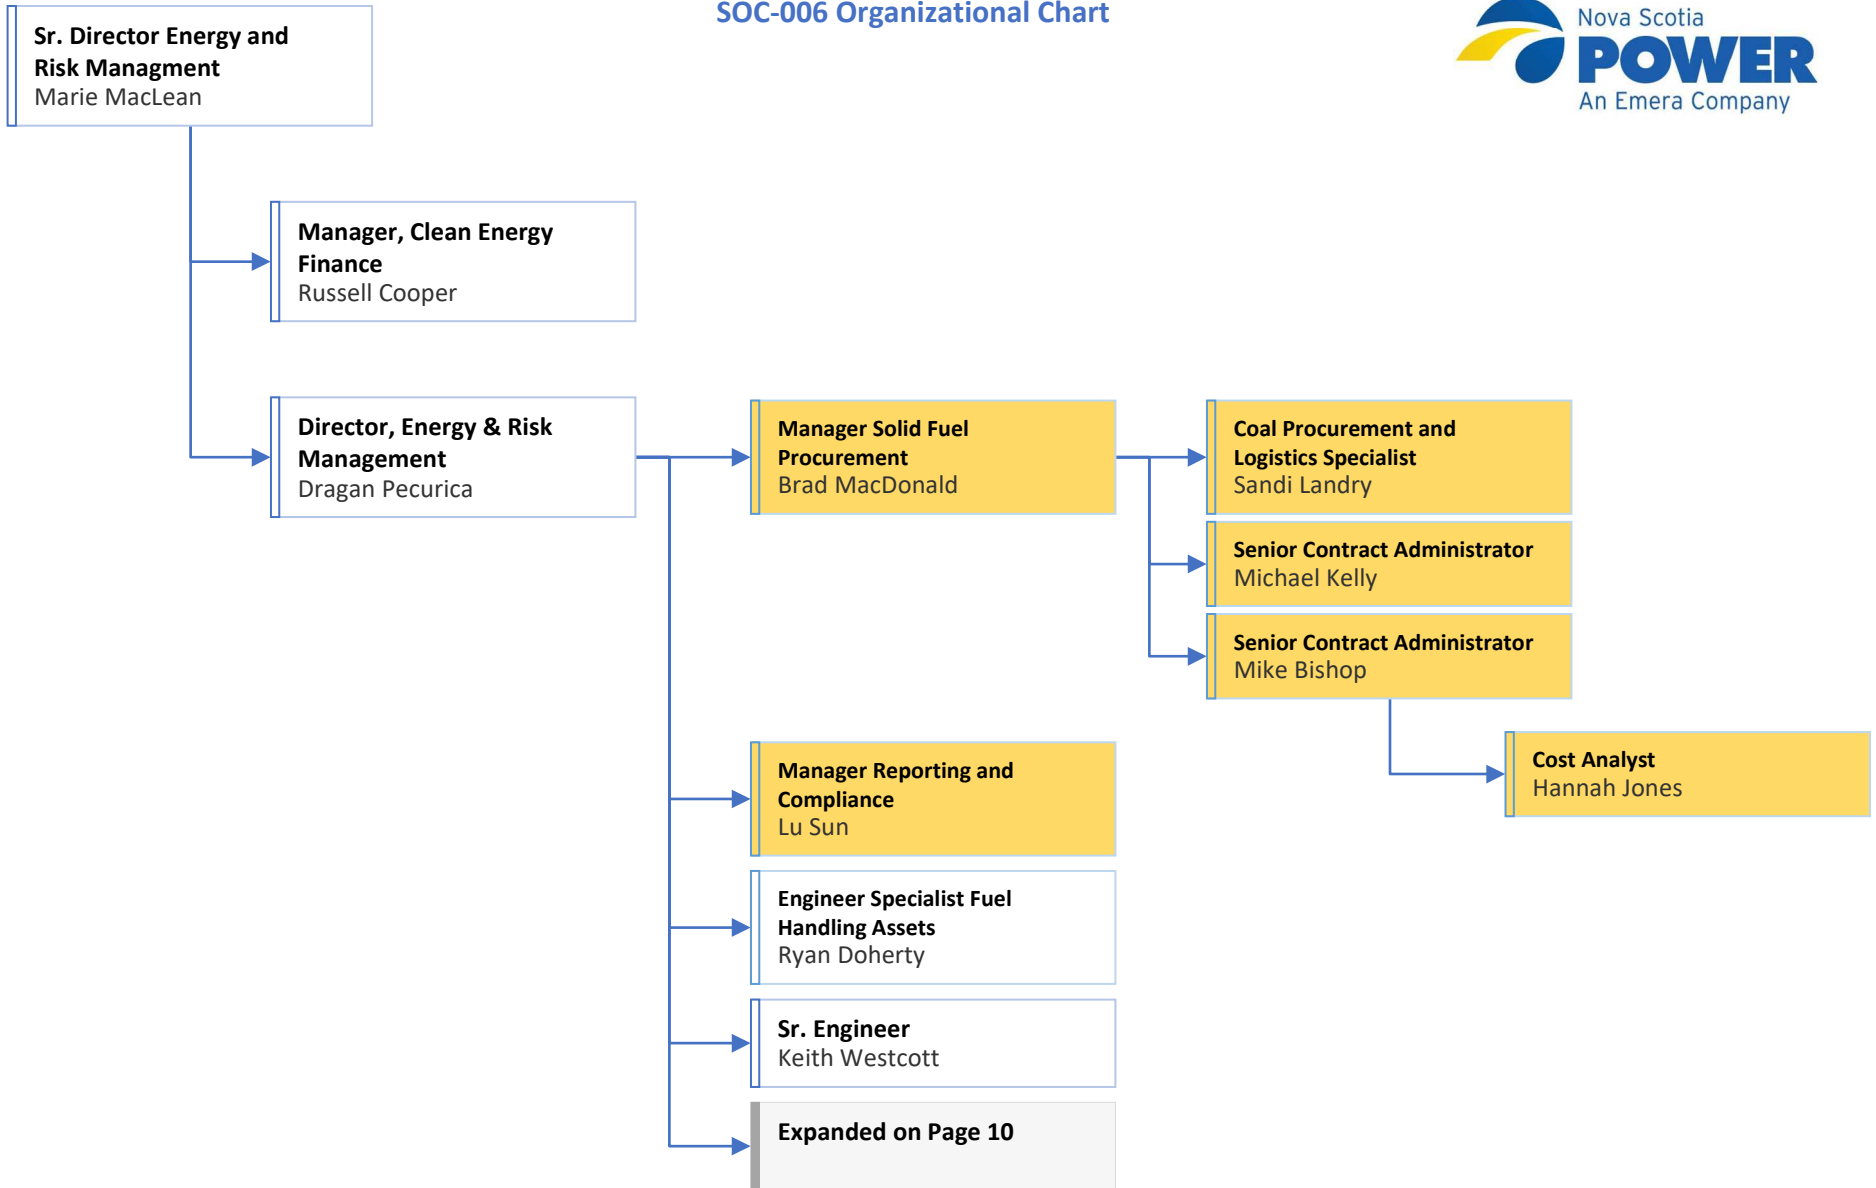 SOC-006 Organizational Chart
Nova Scotia
POWER
An Emera Company
Sr. Director Energy and
Risk Managment
Marie MacLean
Manager, Clean Energy
Finance
Russell Cooper
Director, Energy & Risk
Management
Dragan Pecurica
Manager Solid Fuel
Procurement
Brad MacDonald
Coal Procurement and
Logistics Specialist
Sandi Landry
Senior Contract Administrator
Michael Kelly
Senior Contract Administrator
Mike Bishop
Cost Analyst
Hannah Jones
Manager Reporting and
Compliance
Lu Sun
Engineer Specialist Fuel
Handling Assets
Ryan Doherty
Sr. Engineer
Keith Westcott
Expanded on Page 10